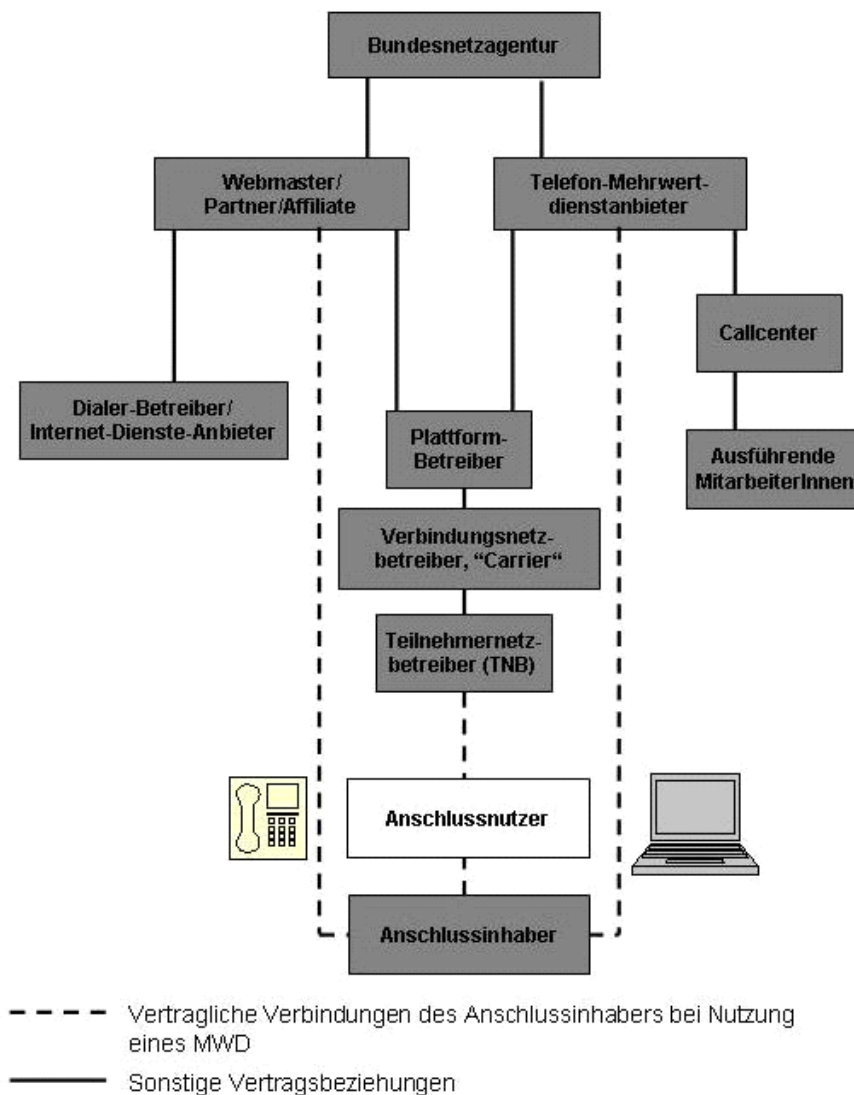 Bundesnetzagentur
Webmaster/
Partner/Affiliate
Telefon-Mehrwert-
dienstanbieter
Callcenter
Dialer-Betreiber/
Internet-Dienste-Anbieter
Plattform-
Betreiber
Ausführende
MitarbeiterInnen
Verbindungsnetz-
betreiber, “Carrier“
Teilnehmernetz-
betreiber (TNB)
Anschlussnutzer
Anschlussinhaber
Vertragliche Verbindungen des Anschlussinhabers bei Nutzung
eines MWD
Sonstige Vertragsbeziehungen